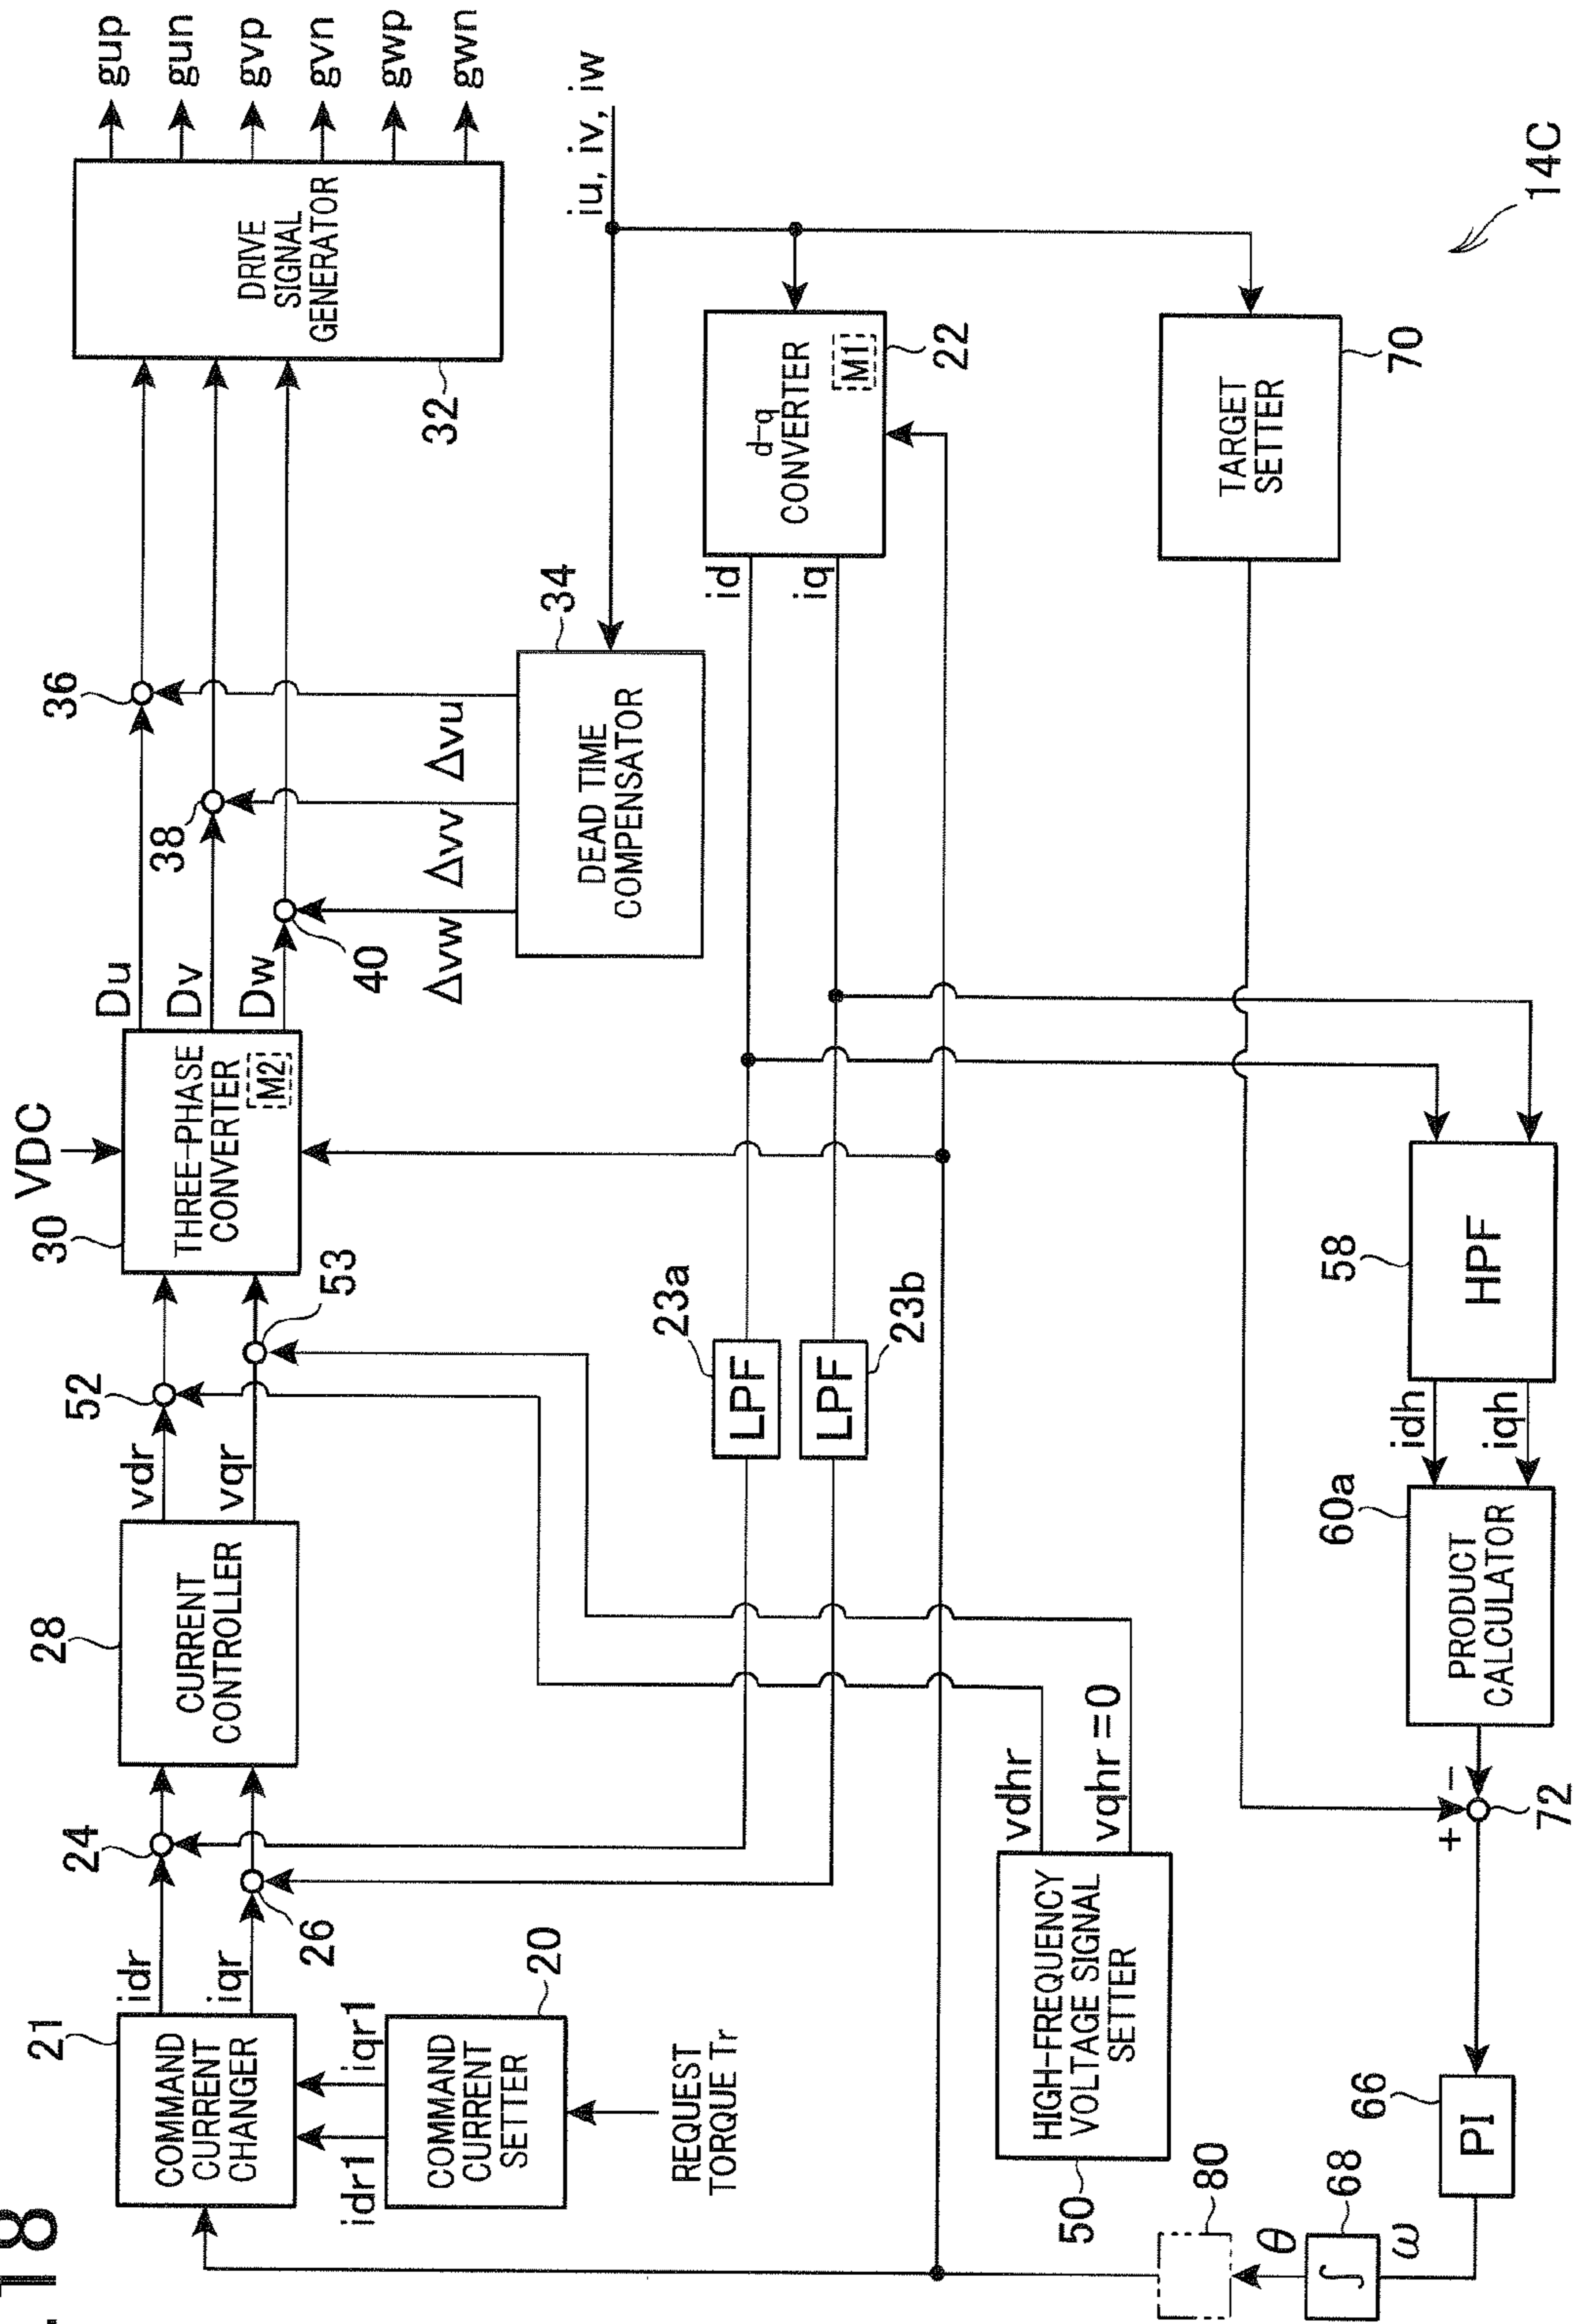 .18
21
COMMAND
CURRENT
CHANGER
idr
iqr
24
26
28
CURRENT
CONTROLLER
vdr
vqr
52
53
30
VDC
THREE-PHASE
CONVERTER
M2
Du
Dv
Dw
36
38
40
DRIVE
SIGNAL
GENERATOR
32
gup
gun
gvp
gvn
gwp
gwn
idr1
iqr1
COMMAND
CURRENT
SETTER
20
REQUEST
TORQUE Tr
Δvw
Δvv
Δvu
DEAD TIME
COMPENSATOR
34
iu, iv, iw
23a
LPF
LPF
23b
id
iq
d-q
CONVERTER
M1
22
HIGH-FREQUENCY
VOLTAGE SIGNAL
SETTER
50
vdhr
vqhr=0
TARGET
SETTER
70
80
θ
68
∫
ω
66
PI
+
−
72
60a
PRODUCT
CALCULATOR
idh
iqh
58
HPF
14C